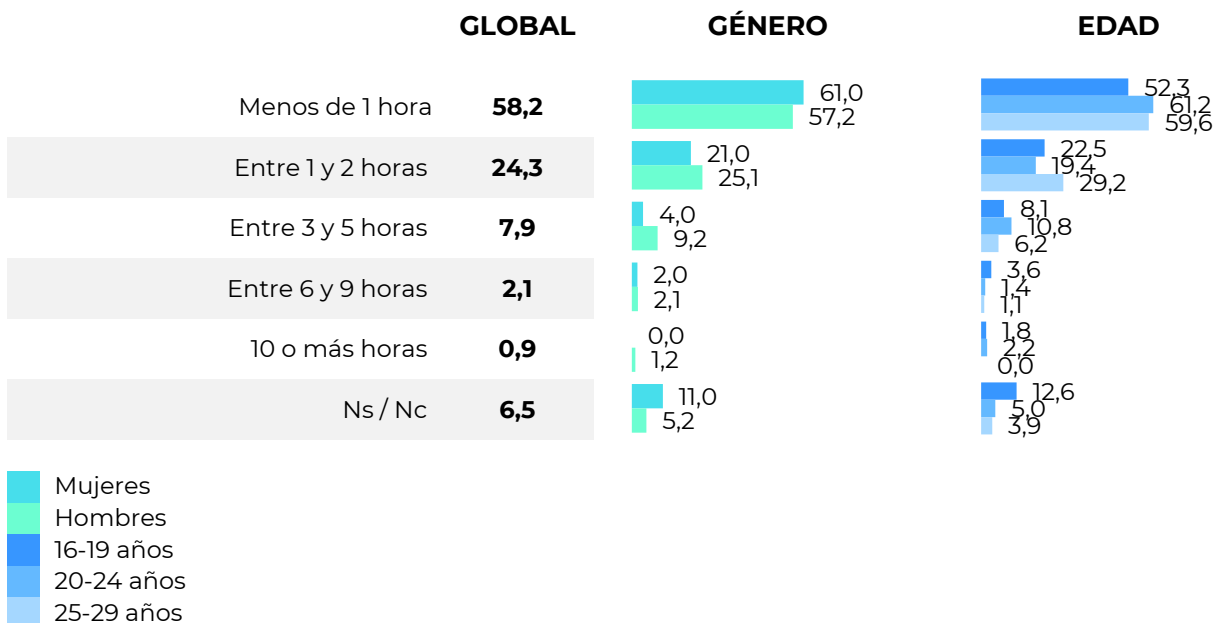 GLOBAL GÉNERO EDAD
Menos de 1 hora 58,2 61,0 57,2 52,3 61,2 59,6
Entre 1 y 2 horas 24,3 21,0 25,1 22,5 19,4 29,2
Entre 3 y 5 horas 7,9 4,0 9,2 8,1 10,8 6,2
Entre 6 y 9 horas 2,1 2,0 2,1 3,6 1,4 1,1
10 o más horas 0,9 0,0 1,2 1,8 2,2 0,0
Ns / Nc 6,5 11,0 5,2 12,6 5,0 3,9
Mujeres
Hombres
16-19 años
20-24 años
25-29 años